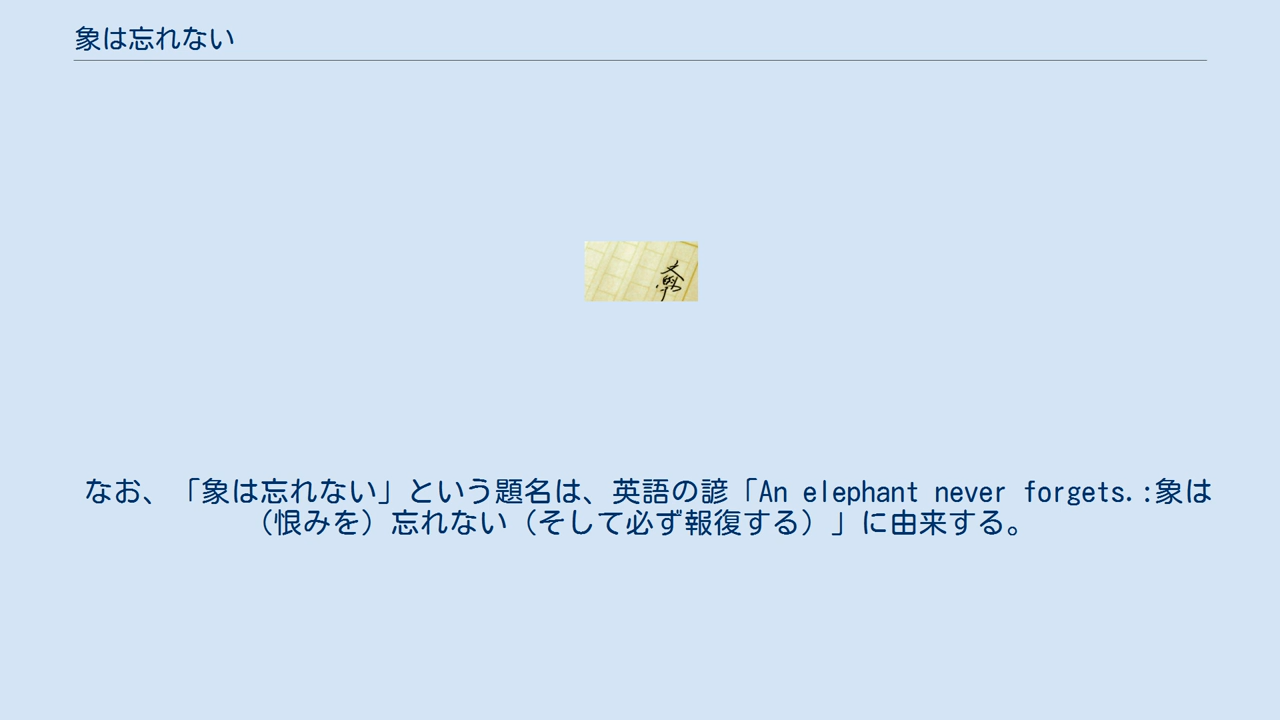 象は忘れない
なお、「象は忘れない」という題名は、英語の諺「An elephant never forgets.:象は
（恨みを）忘れない（そして必ず報復する）」に由来する。